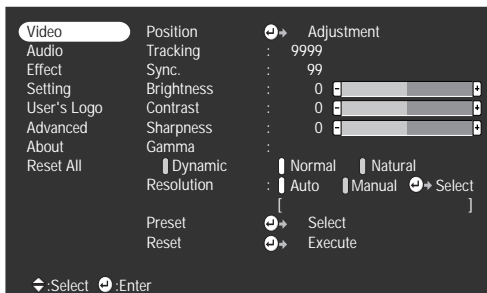 Video Position Adjustment
Audio Tracking : 9999
Effect Sync. : 99
Setting Brightness : 0 - +
User's Logo Contrast : 0 - +
Advanced Sharpness : 0 - +
About Gamma :
Reset All Dynamic Normal Natural
Resolution : Auto Manual Select
[ ]
Preset Select
Reset Execute
:Select :Enter